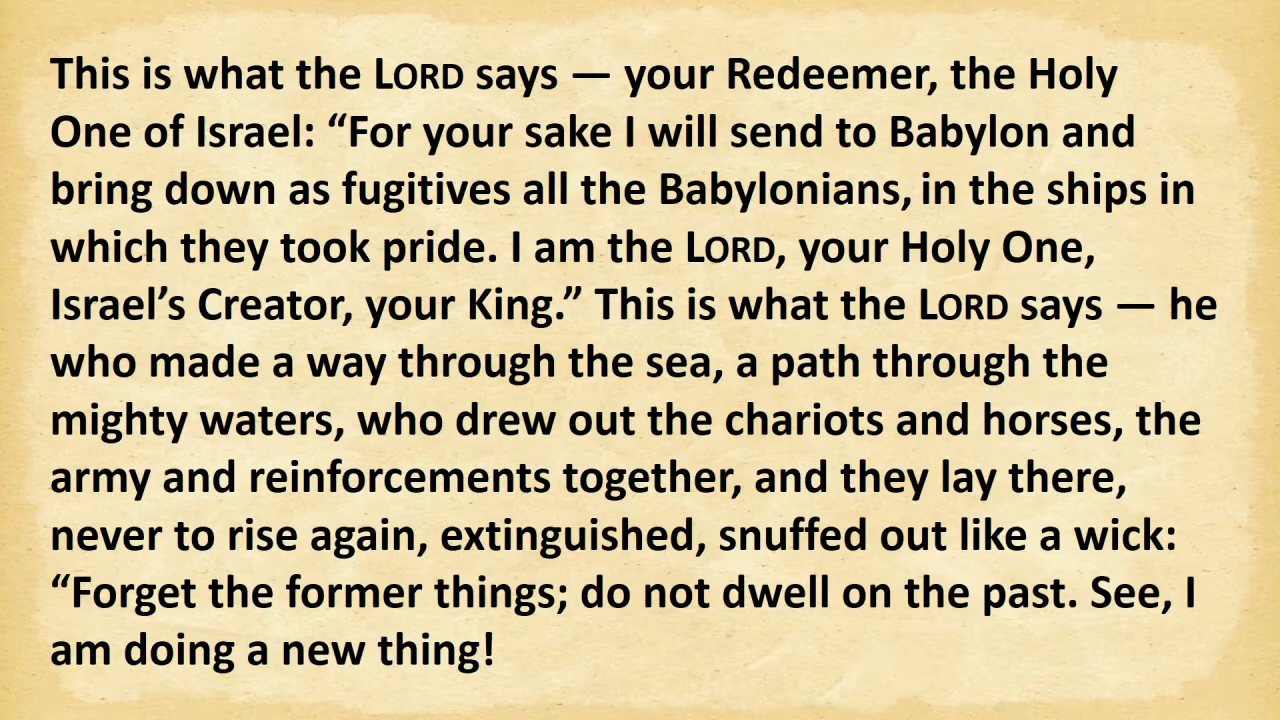 This is what the LORD says — your Redeemer, the Holy
One of Israel: “For your sake I will send to Babylon and
bring down as fugitives all the Babylonians, in the ships in
which they took pride. I am the LORD, your Holy One,
Israel’s Creator, your King.” This is what the LORD says — he
who made a way through the sea, a path through the
mighty waters, who drew out the chariots and horses, the
army and reinforcements together, and they lay there,
never to rise again, extinguished, snuffed out like a wick:
“Forget the former things; do not dwell on the past. See, I
am doing a new thing!